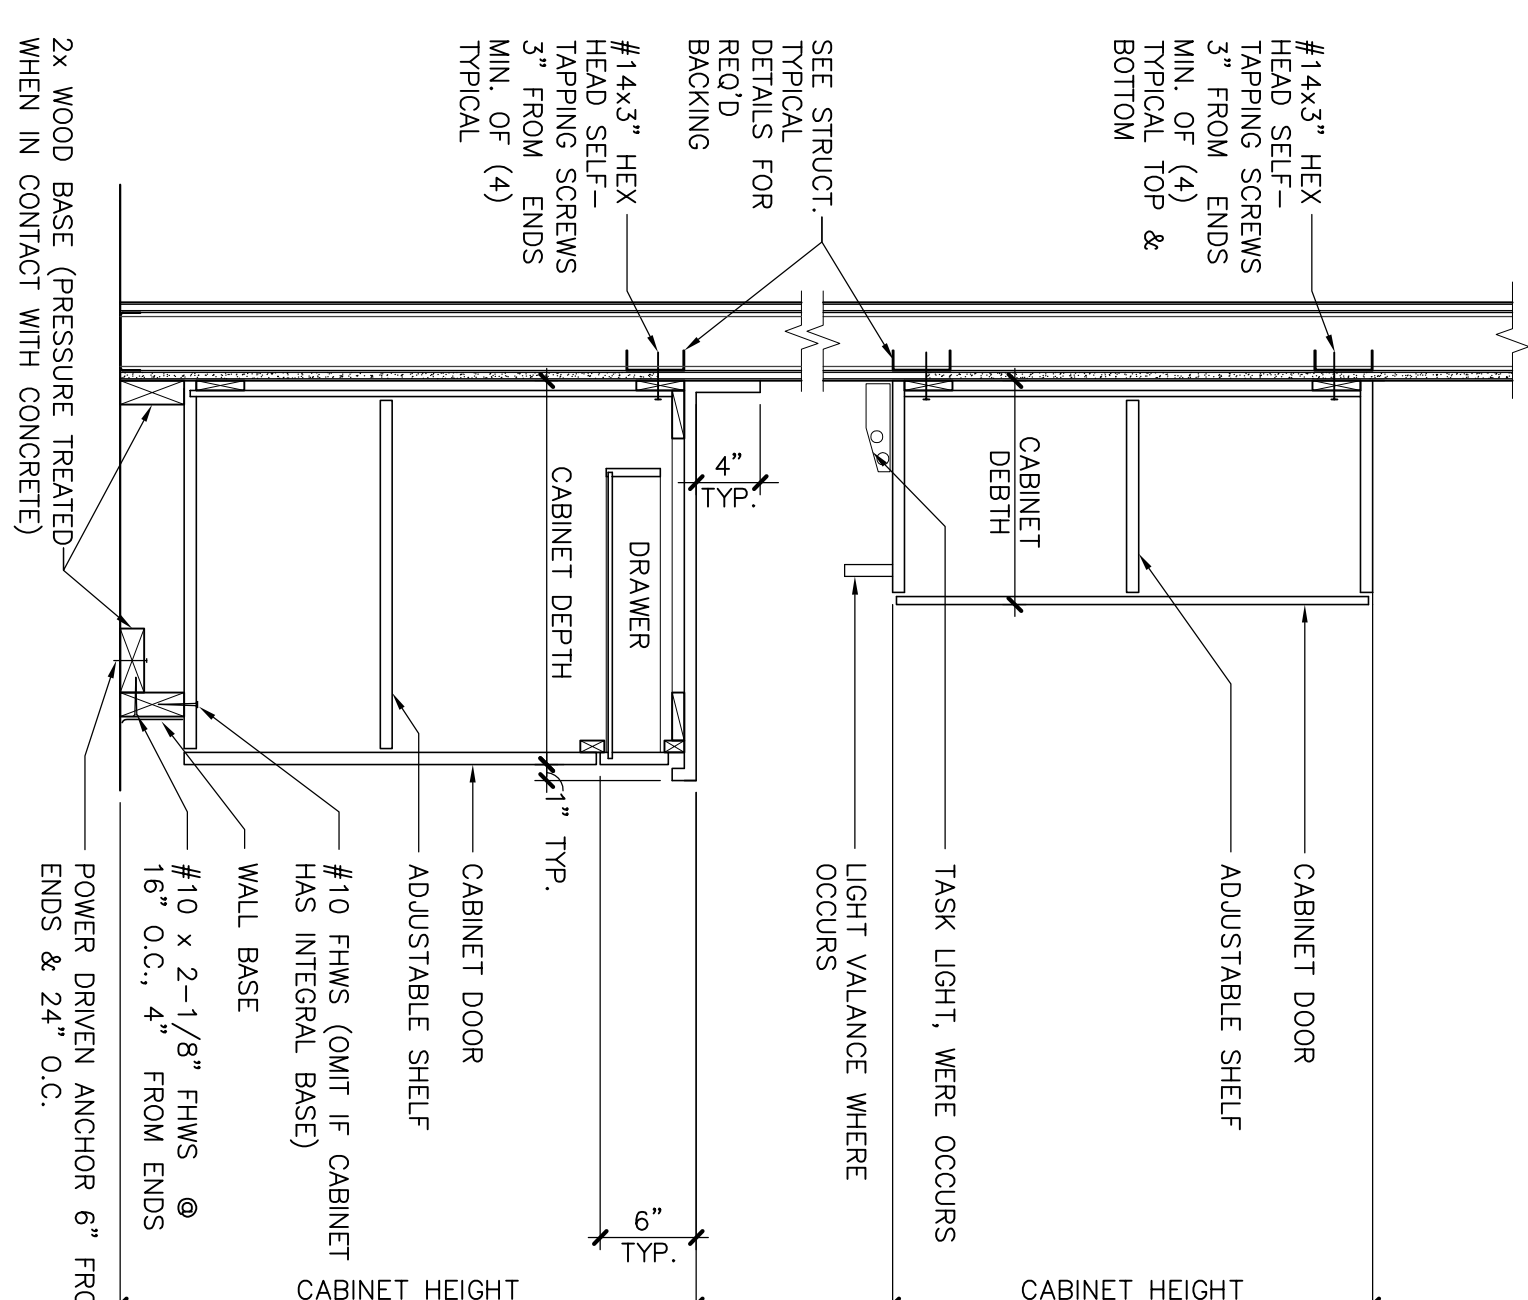 #14x3" HEX
HEAD SELF-
TAPPING SCREWS
3" FROM ENDS
MIN. OF (4)
TYPICAL TOP &
BOTTOM
SEE STRUCT.
TYPICAL
DETAILS FOR
REQ'D
BACKING
#14x3" HEX
HEAD SELF-
TAPPING SCREWS
3" FROM ENDS
MIN. OF (4)
TYPICAL
2x WOOD BASE (PRESSURE TREATED
WHEN IN CONTACT WITH CONCRETE)
CABINET
DEBTH
4"
TYP.
DRAWER
CABINET DEPTH
1" TYP.
CABINET DOOR
ADJUSTABLE SHELF
TASK LIGHT, WERE OCCURS
LIGHT VALANCE WHERE
OCCURS
CABINET DOOR
ADJUSTABLE SHELF
#10 FHWS (OMIT IF CABINET
HAS INTEGRAL BASE)
WALL BASE
#10 x 2-1/8" FHWS @
16" O.C., 4" FROM ENDS
POWER DRIVEN ANCHOR 6" FRO
ENDS & 24" O.C.
6"
TYP.
CABINET HEIGHT
CABINET HEIGHT